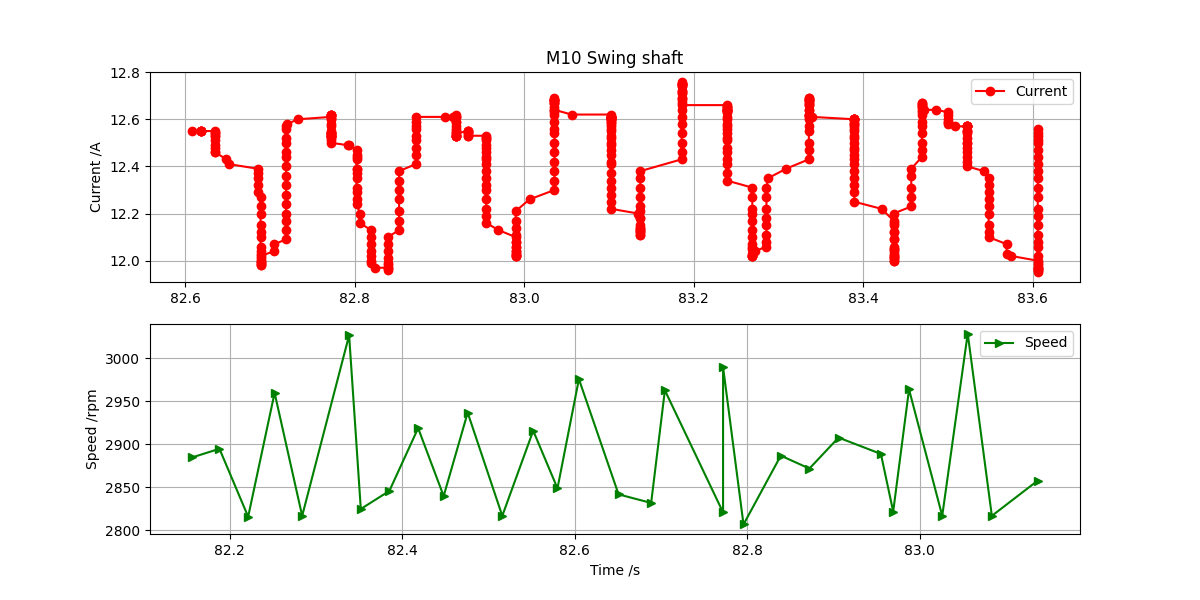 M10 Swing shaft
12.8
12.6
12.4
12.2
12.0
Current /A
Current
82.6 82.8 83.0 83.2 83.4 83.6
3000
2950
2900
2850
2800
Speed /rpm
Speed
82.2 82.4 82.6 82.8 83.0
Time /s